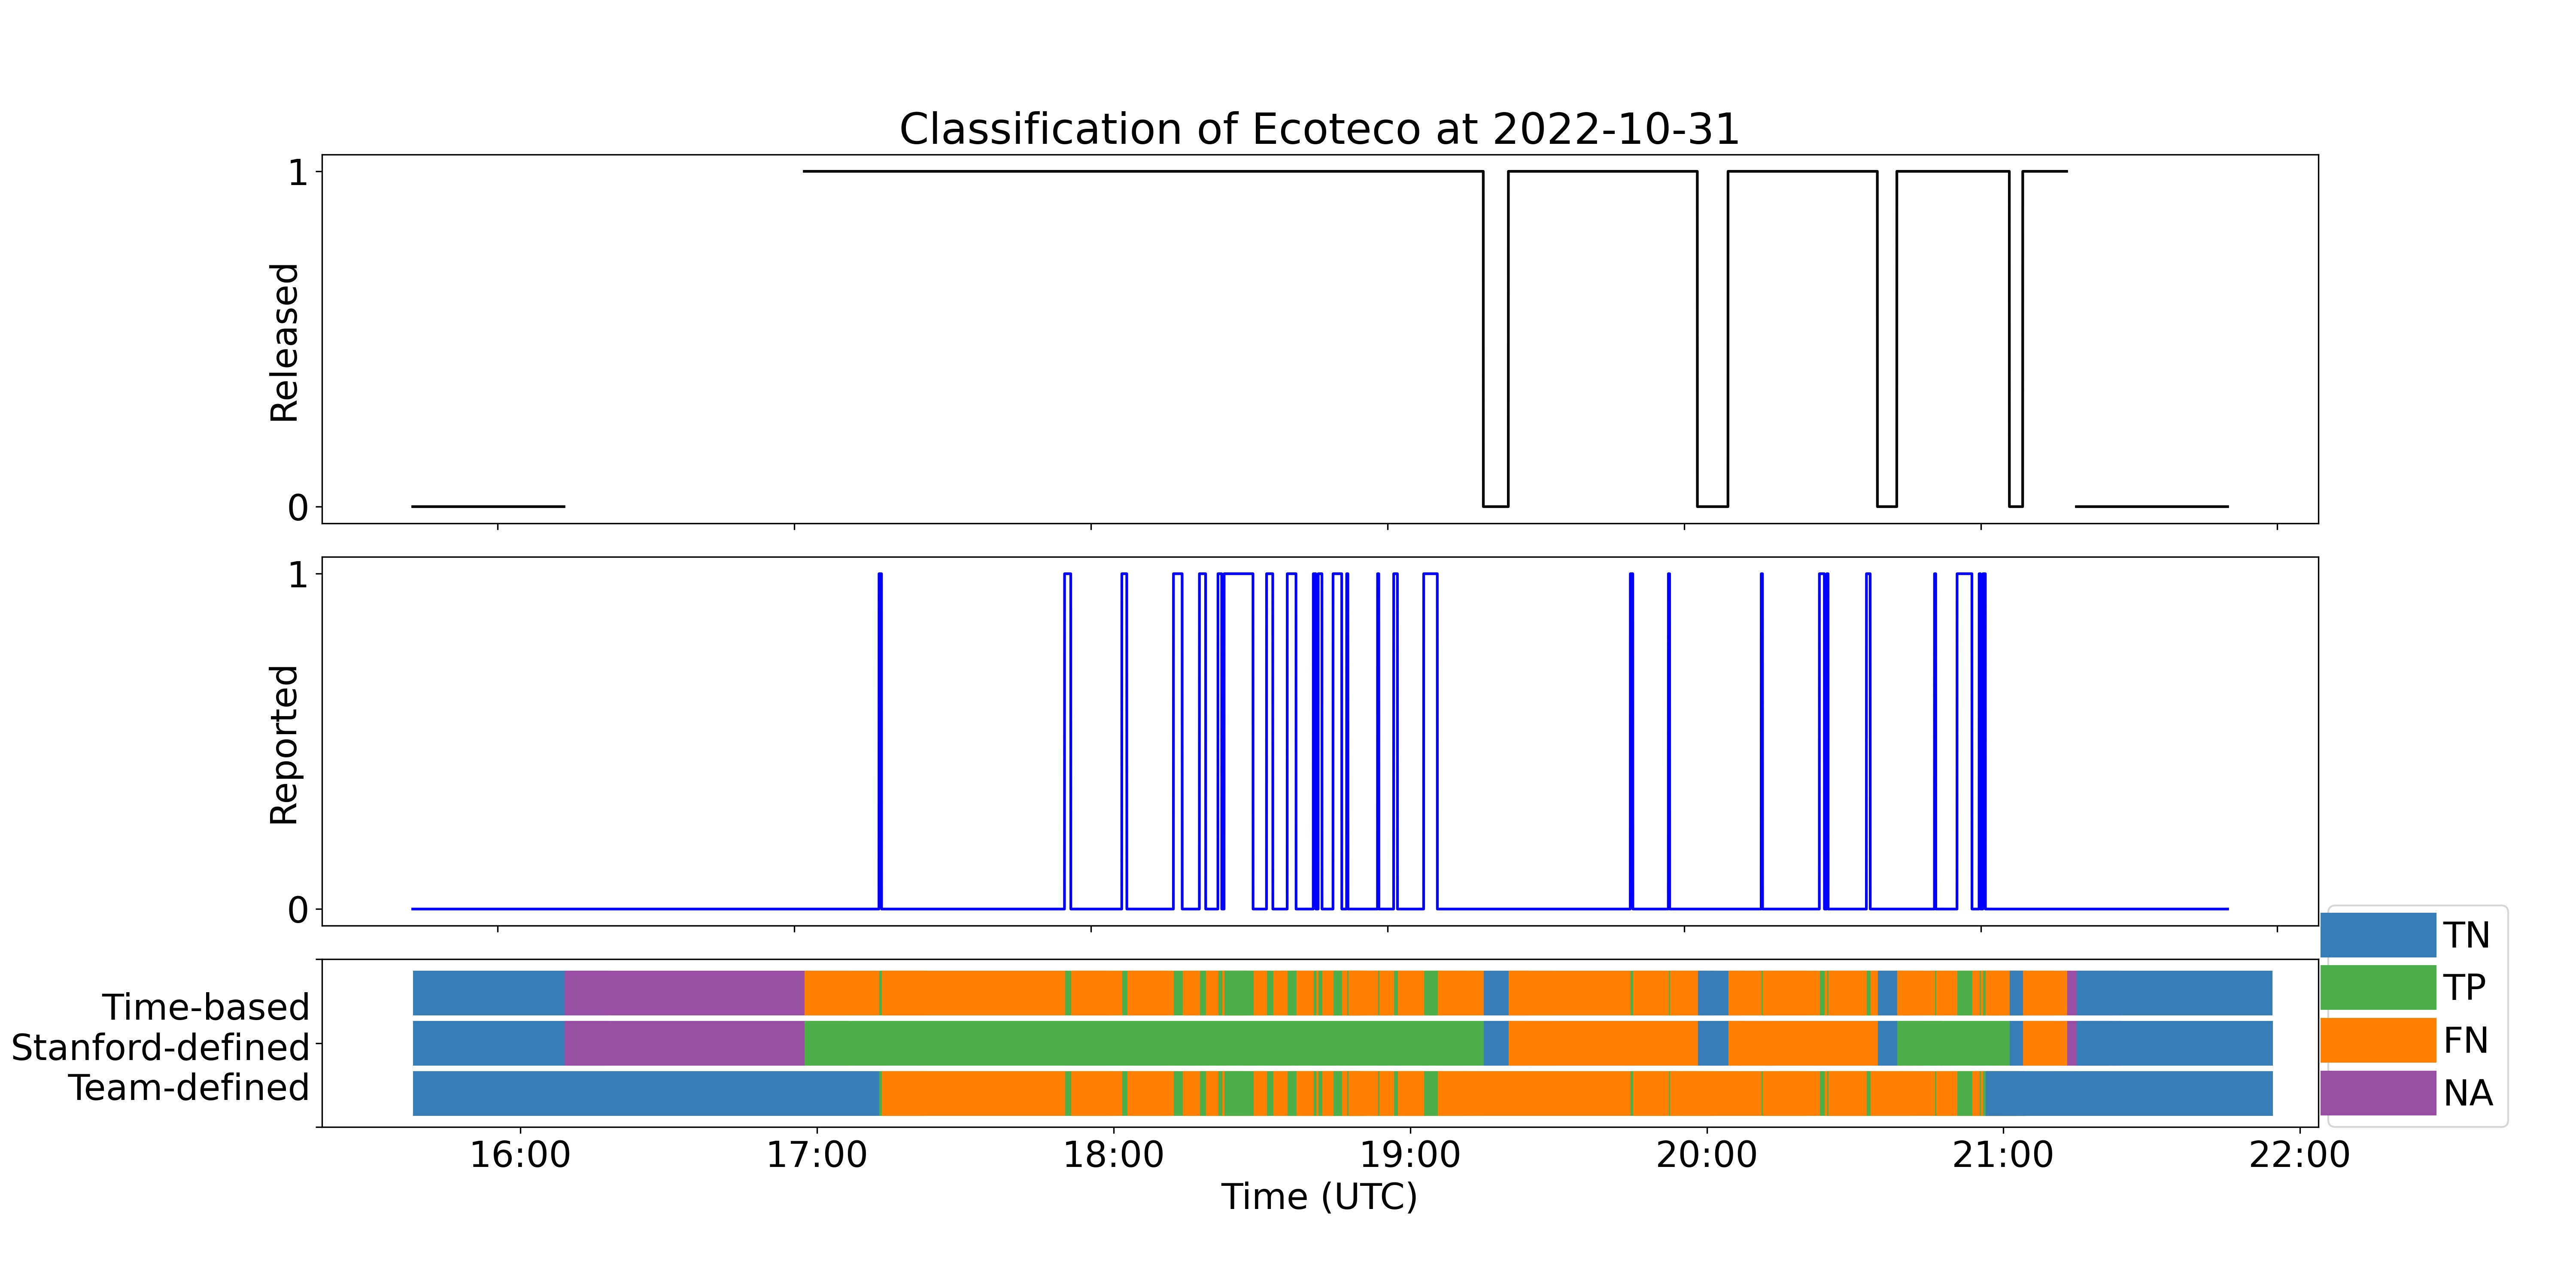 Classification of Ecoteco at 2022-10-31
1
Released
0
1
Reported
0
TN
TP
FN
NA
Time-based
Stanford-defined
Team-defined
16:00 17:00 18:00 19:00 20:00 21:00 22:00
Time (UTC)